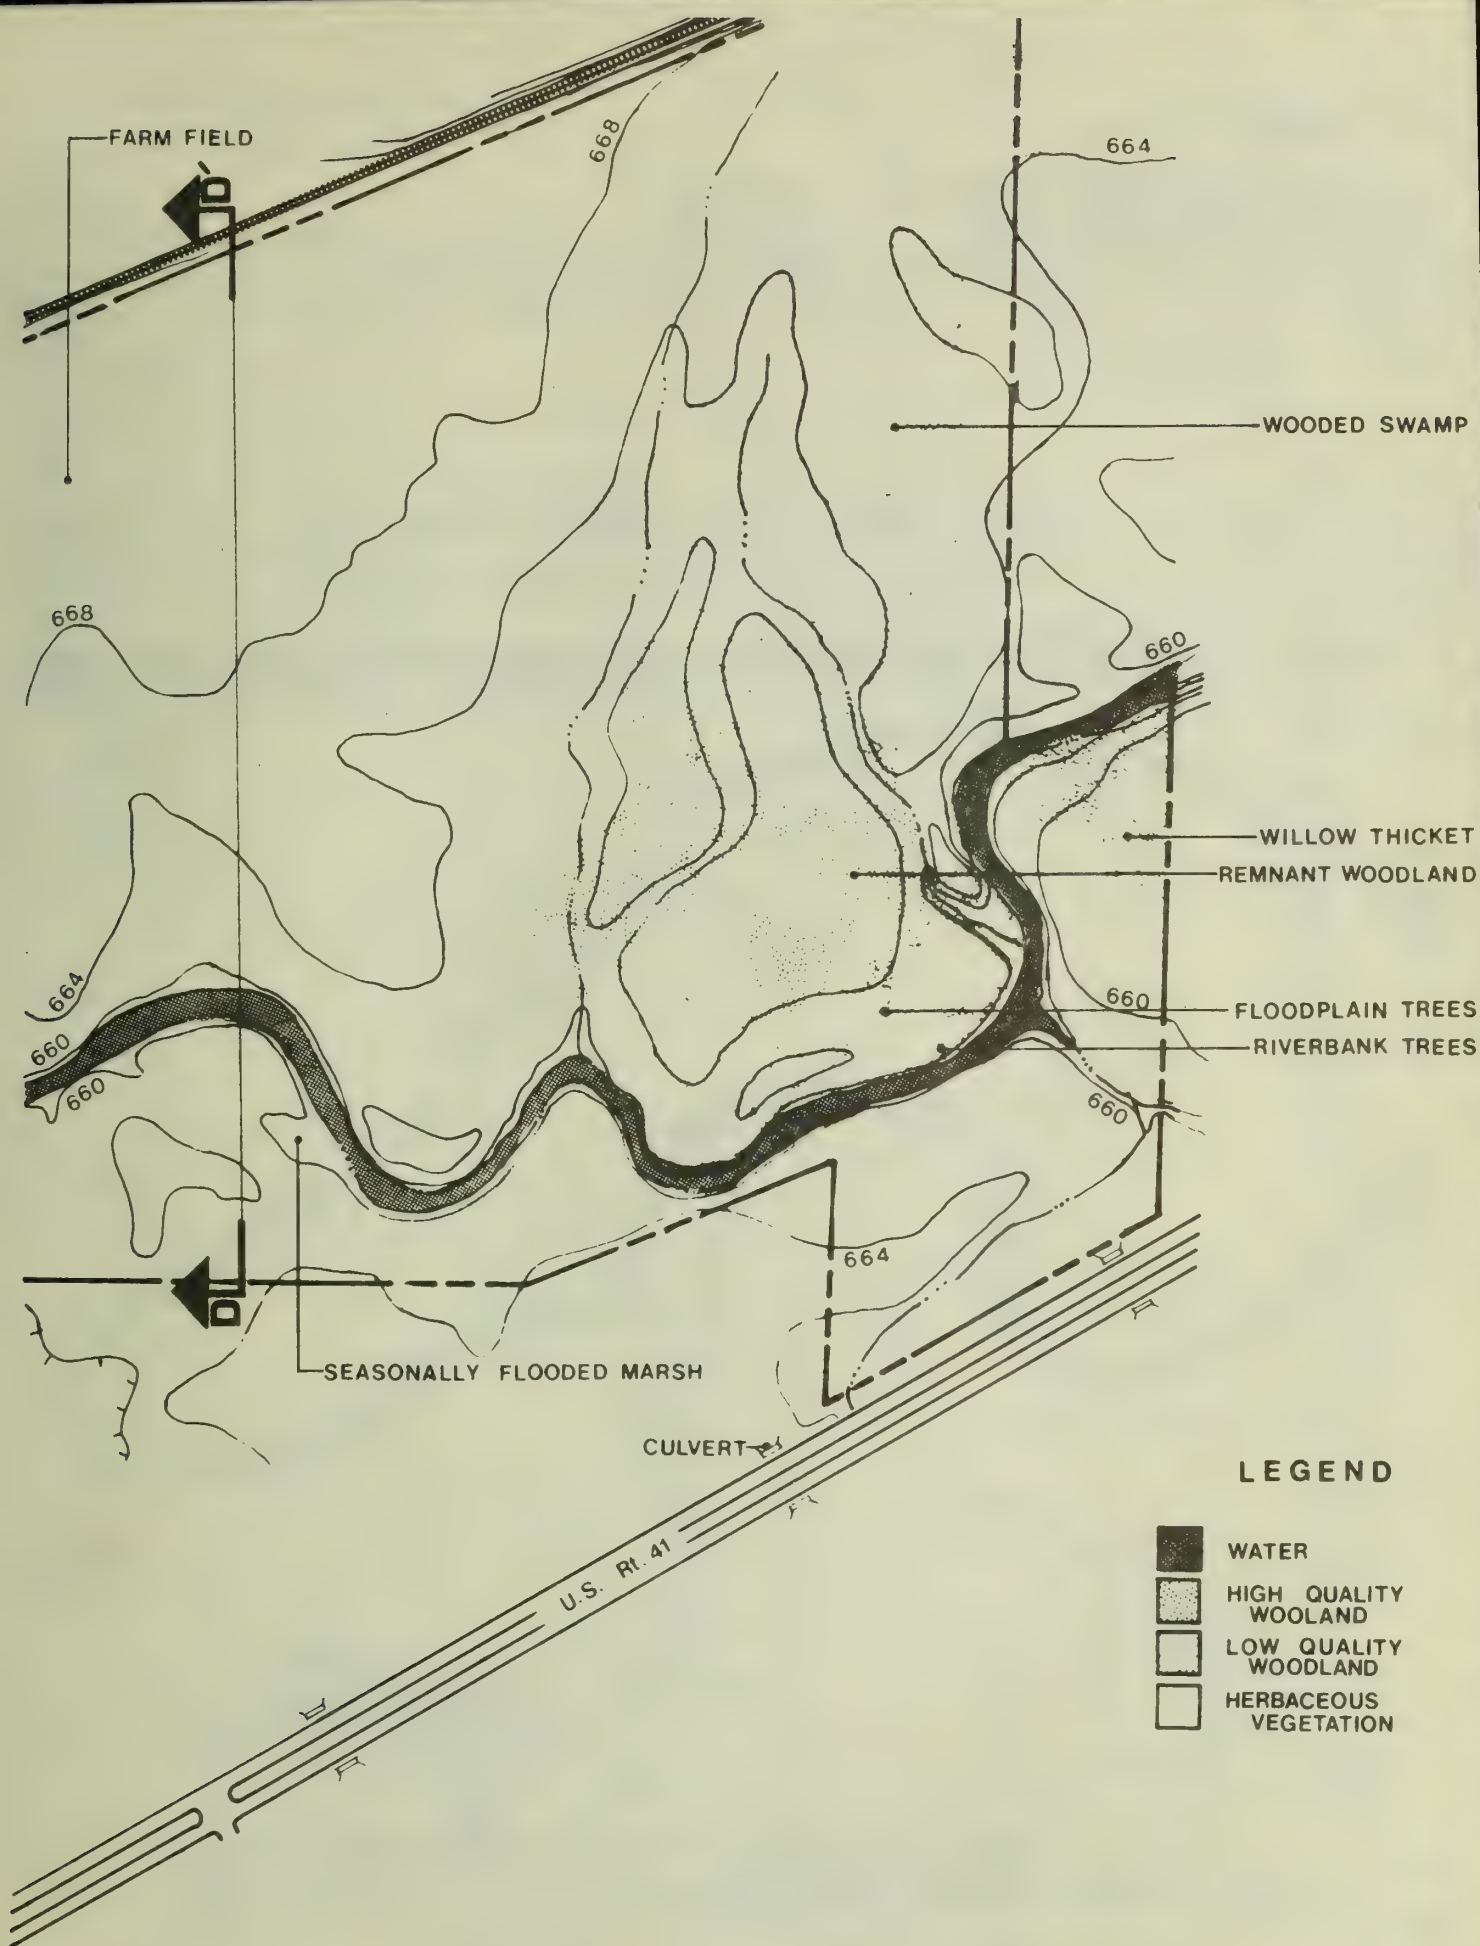 FARM FIELD
D`
668
664
WOODED SWAMP
668
660
WILLOW THICKET
REMNANT WOODLAND
664
660
FLOODPLAIN TREES
660
RIVERBANK TREES
660
660
664
D
SEASONALLY FLOODED MARSH
CULVERT
U.S. Rt. 41
LEGEND
WATER
HIGH QUALITY
WOOLAND
LOW QUALITY
WOODLAND
HERBACEOUS
VEGETATION